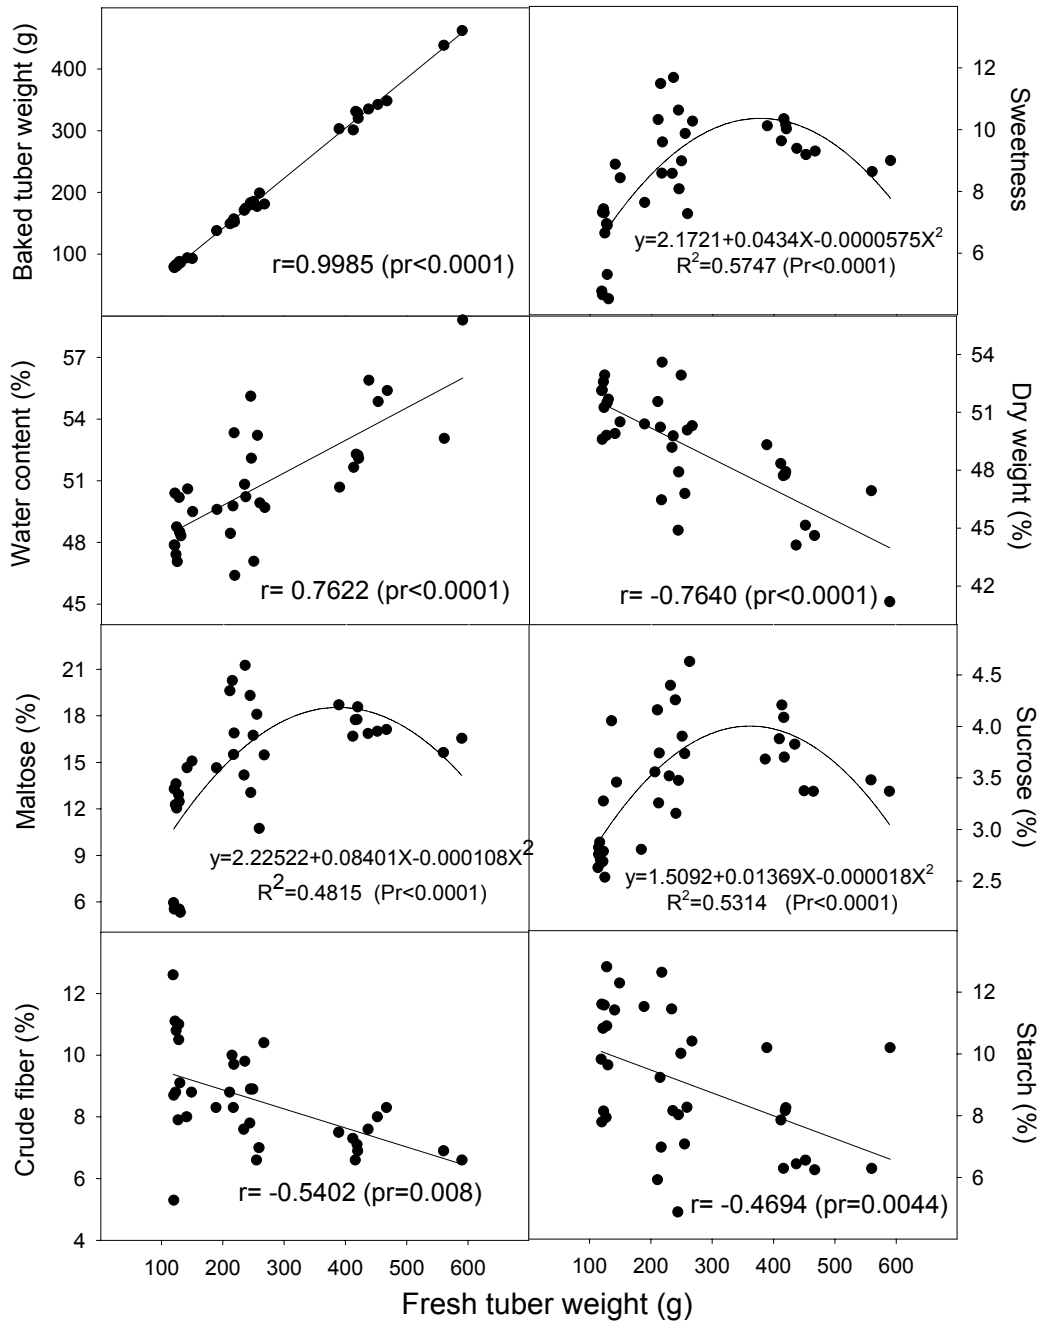 Baked tuber weight (g)
400
300
200
100
r=0.9985 (pr<0.0001)
12
10
8
6
Sweetness
y=2.1721+0.0434X-0.0000575X²
R²=0.5747 (Pr<0.0001)
Water content (%)
57
54
51
48
45
r= 0.7622 (pr<0.0001)
54
51
48
45
42
Dry weight (%)
r= -0.7640 (pr<0.0001)
Maltose (%)
21
18
15
12
9
6
y=2.22522+0.08401X-0.000108X²
R²=0.4815 (Pr<0.0001)
4.5
4.0
3.5
3.0
2.5
Sucrose (%)
y=1.5092+0.01369X-0.000018X²
R²=0.5314 (Pr<0.0001)
Crude fiber (%)
12
10
8
6
4
r= -0.5402 (pr=0.008)
12
10
8
6
Starch (%)
r= -0.4694 (pr=0.0044)
100 200 300 400 500 600
100 200 300 400 500 600
Fresh tuber weight (g)